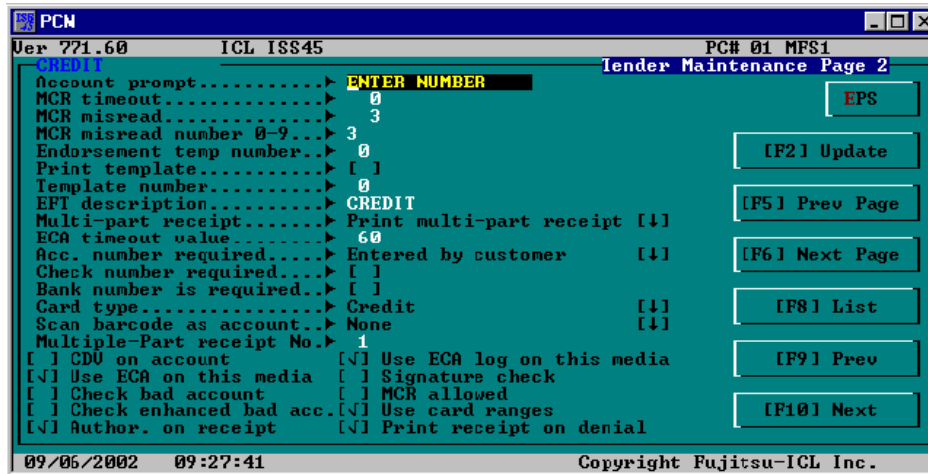 PCN
Ver 771.60 ICL ISS45 PC# 01 MFS1
CREDIT Tender Maintenance Page 2
Account prompt...........► ENTER NUMBER
MCR timeout..............► 0
MCR misread..............► 3
MCR misread number 0-9...► 3
Endorsement temp number..► 0
Print template...........► [ ]
Template number..........► 0
EFT description..........► CREDIT
Multi-part receipt.......► Print multi-part receipt [↓]
ECA timeout value........► 60
Acc. number required.....► Entered by customer [↓]
Check number required....► [ ]
Bank number is required..► [ ]
Card type................► Credit [↓]
Scan barcode as account..► None [↓]
Multiple-Part receipt No.► 1
[ ] CDV on account [√] Use ECA log on this media
[√] Use ECA on this media [ ] Signature check
[ ] Check bad account [ ] MCR allowed
[ ] Check enhanced bad acc. [√] Use card ranges
[√] Author. on receipt [√] Print receipt on denial
EPS
[F2] Update
[F5] Prev Page
[F6] Next Page
[F8] List
[F9] Prev
[F10] Next
09/06/2002 09:27:41 Copyright Fujitsu-ICL Inc.